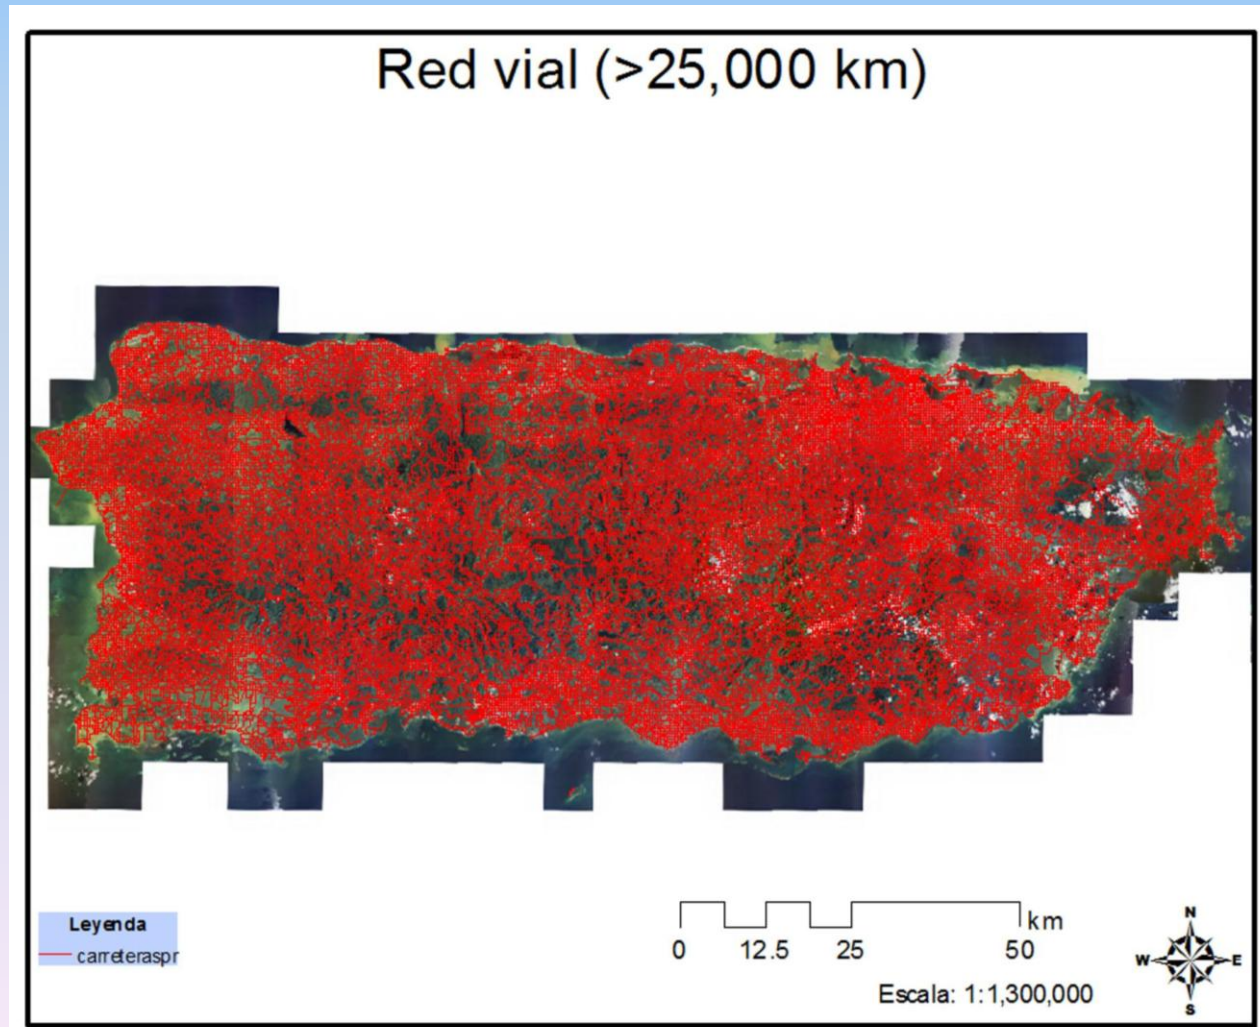 Red vial (>25,000 km)
Leyenda
carreteraspr
km
0 12.5 25 50
Escala: 1:1,300,000
N
W E
S